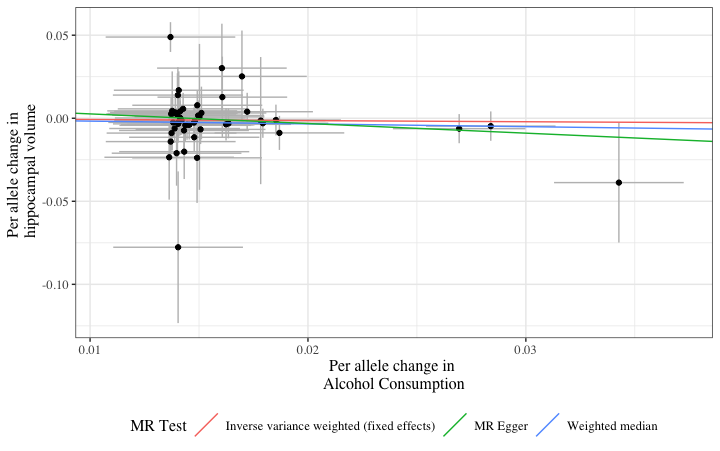 0.05
0.00
-0.05
-0.10
Per allele change in
hippocampal volume
0.01
0.02
0.03
Per allele change in
Alcohol Consumption
MR Test
Inverse variance weighted (fixed effects)
MR Egger
Weighted median